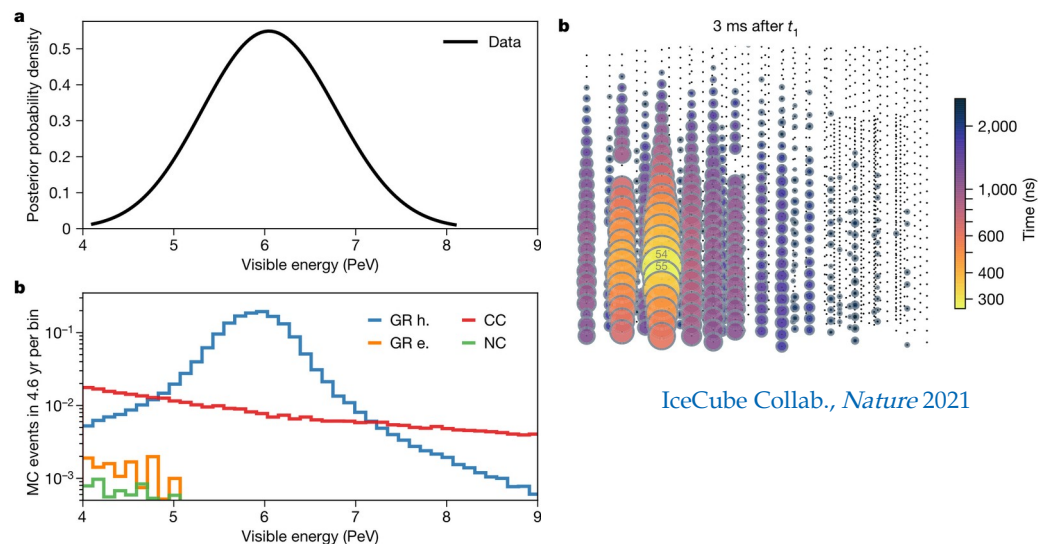 a
Posterior probability density
0.5
0.4
0.3
0.2
0.1
0
Data
4 5 6 7 8 9
Visible energy (PeV)
b
MC events in 4.6 yr per bin
10⁻¹
10⁻²
10⁻³
GR h.
GR e.
CC
NC
4 5 6 7 8 9
Visible energy (PeV)
b
3 ms after t₁
54
55
2,000
1,000
600
400
300
Time (ns)
IceCube Collab., Nature 2021